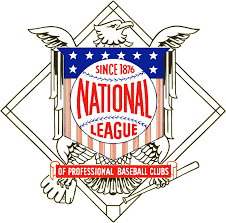 SINCE 1876
NATIONAL
LEAGUE
OF PROFESSIONAL BASEBALL CLUBS